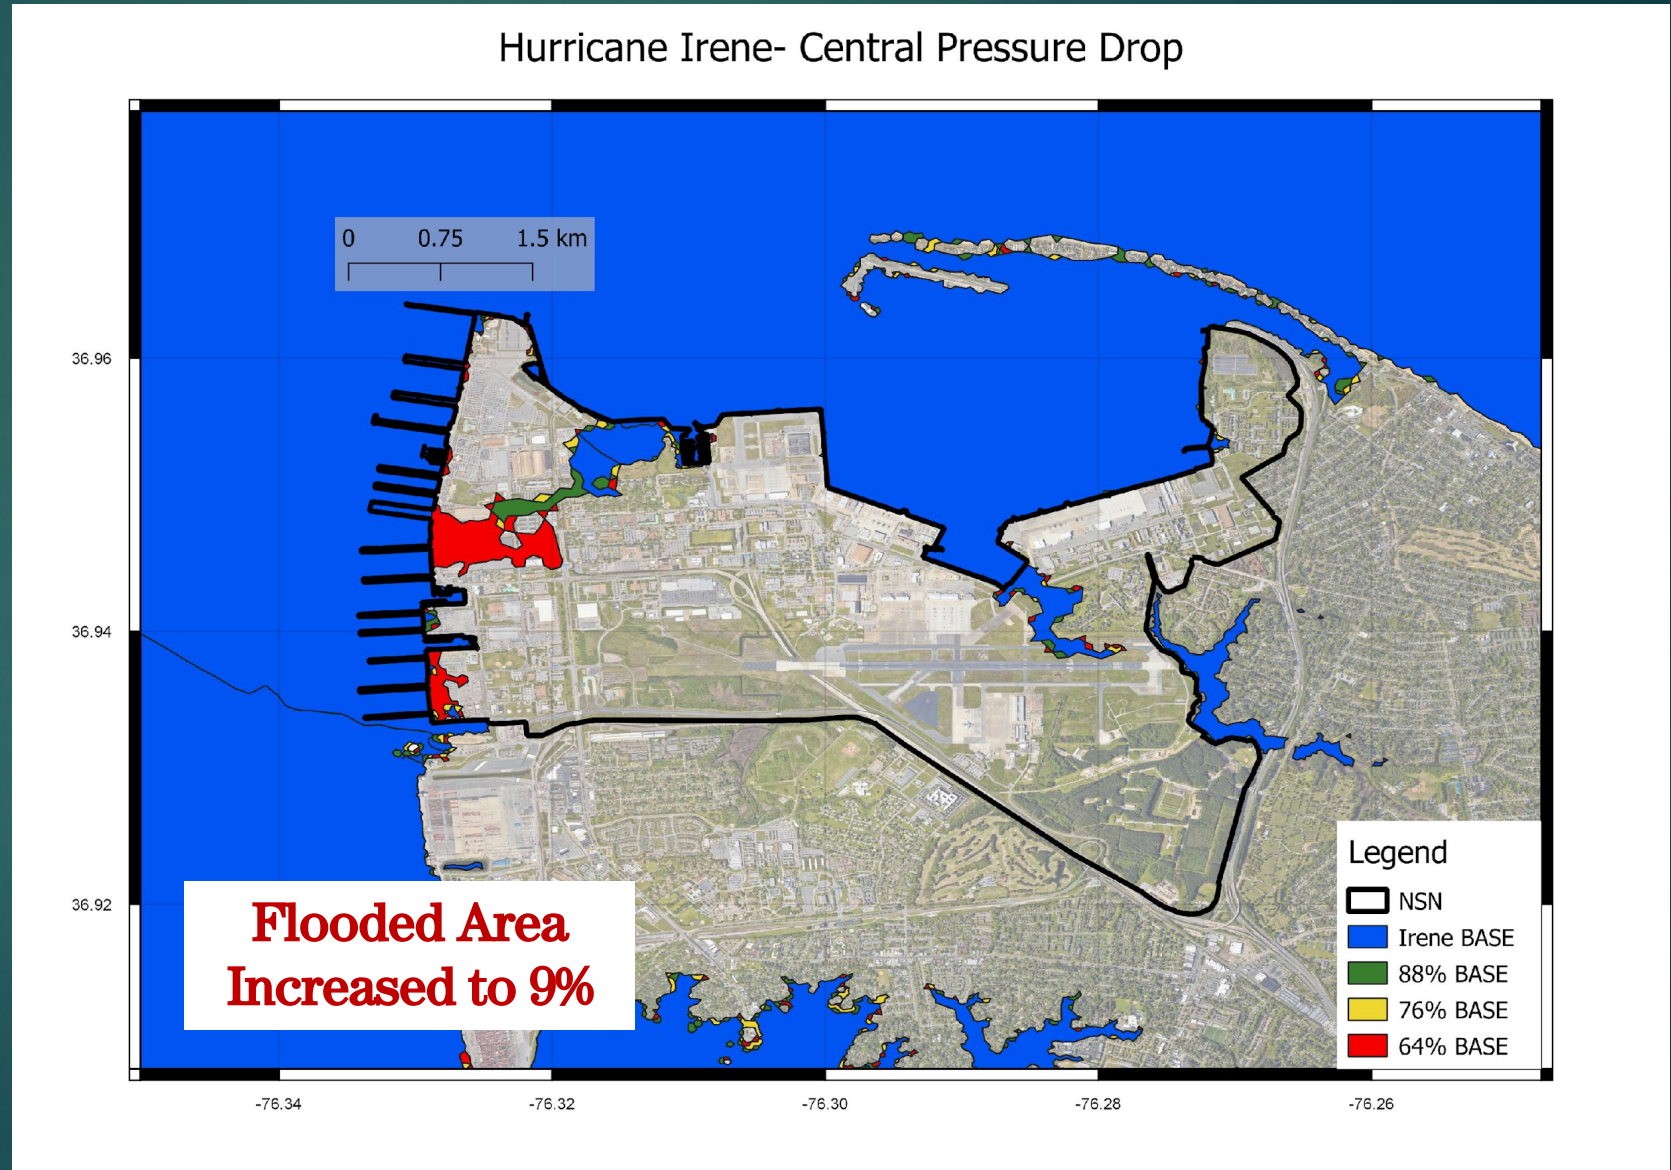 Hurricane Irene- Central Pressure Drop
0 0.75 1.5 km
36.96
36.94
36.92
Flooded Area
Increased to 9%
Legend
NSN
Irene BASE
88% BASE
76% BASE
64% BASE
-76.34 -76.32 -76.30 -76.28 -76.26